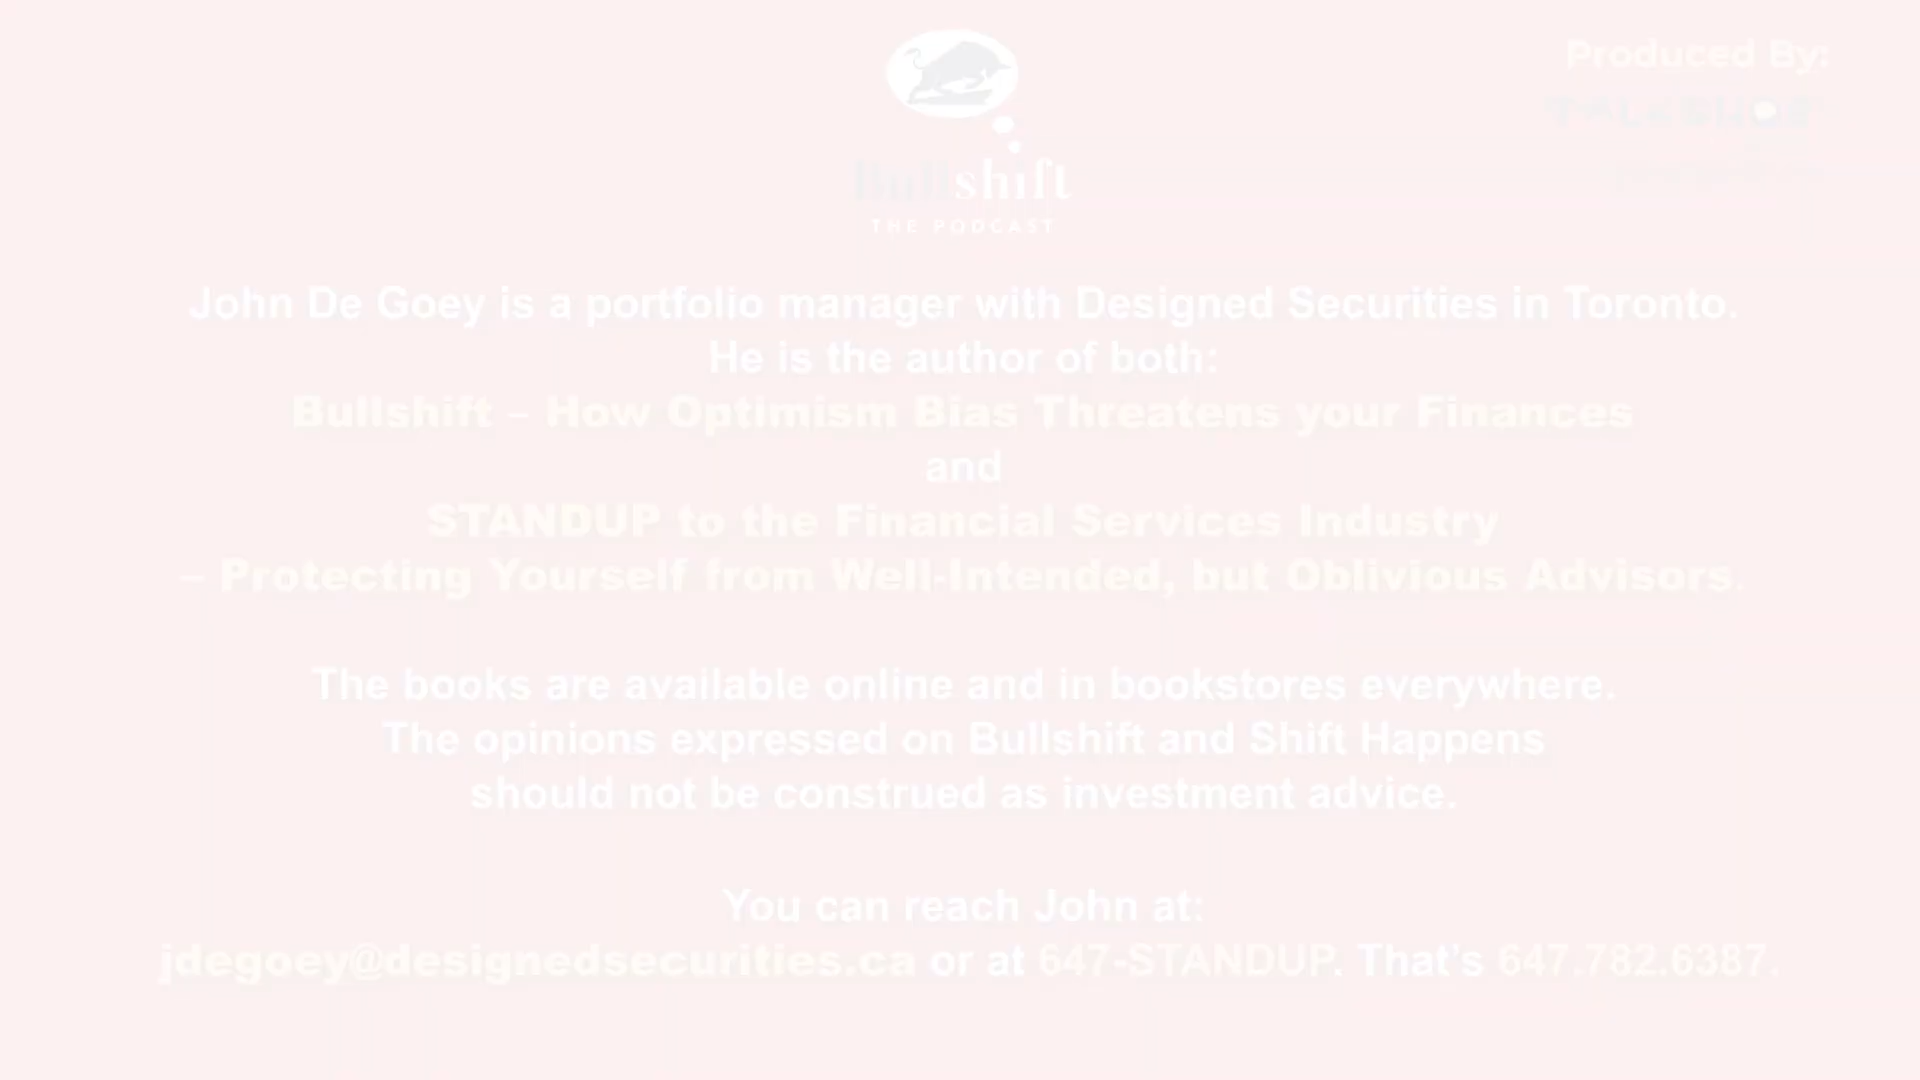 Produced By:
TALKSHOE
Bullshift
THE PODCAST
John De Goey is a portfolio manager with Designed Securities in Toronto.
He is the author of both:
Bullshift – How Optimism Bias Threatens your Finances
and
STANDUP to the Financial Services Industry
– Protecting Yourself from Well-Intended, but Oblivious Advisors.
The books are available online and in bookstores everywhere.
The opinions expressed on Bullshift and Shift Happens
should not be construed as investment advice.
You can reach John at:
jdegoey@designedsecurities.ca or at 647-STANDUP. That's 647.782.6387.